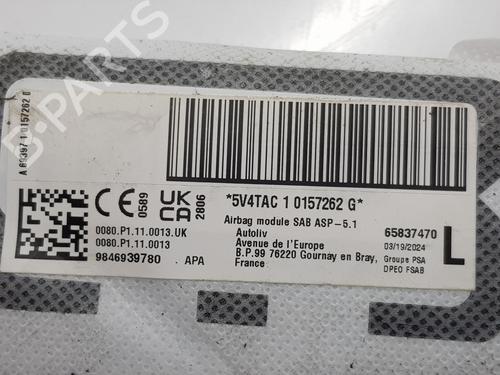 A 69397 1 0157262 D
*5V4TAC 1 0157262 G*
CE 0589
UK CA 2806
Airbag module SAB ASP-5.1
0080.P1.11.0013.UK
Autoliv
65837470
0080.P1.11.0013
Avenue de l'Europe
03/19/2024
L
9846939780
APA
B.P.99 76220 Gournay en Bray,
Groupe PSA
France
DPEO FSAB